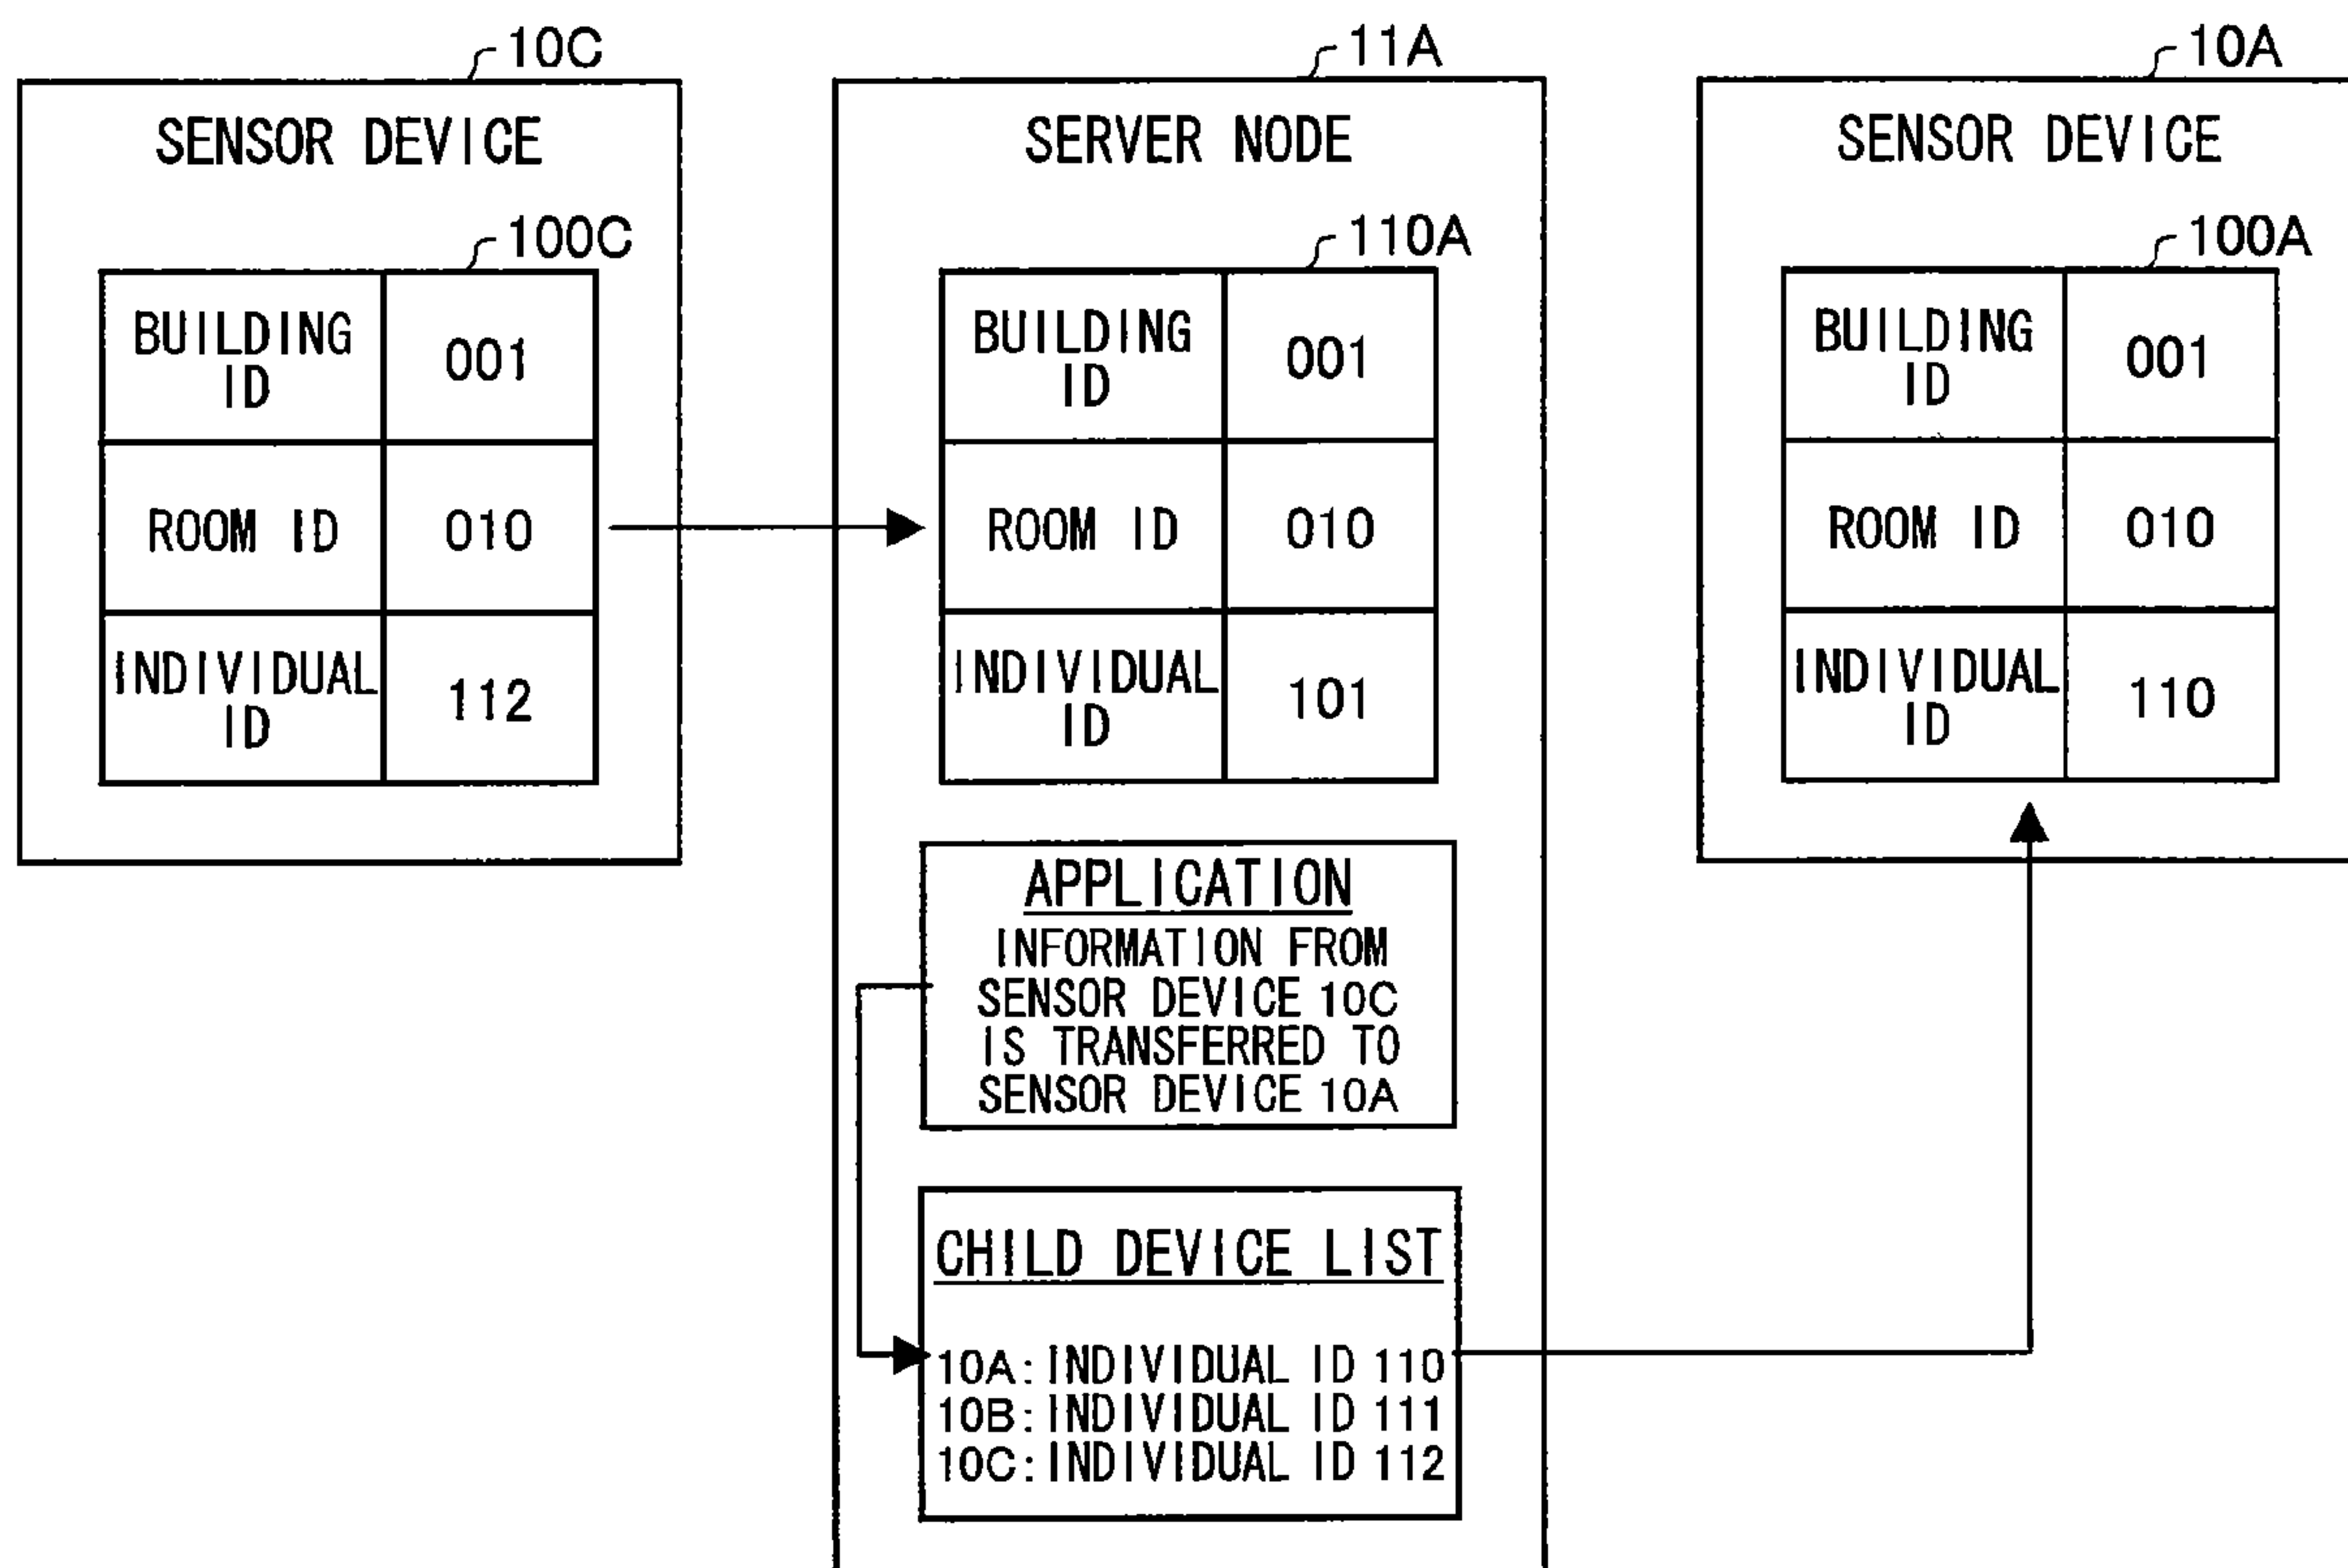 10C
SENSOR DEVICE
100C
BUILDING
ID
001
ROOM ID
010
INDIVIDUAL
ID
112
11A
SERVER NODE
110A
BUILDING
ID
001
ROOM ID
010
INDIVIDUAL
ID
101
APPLICATION
INFORMATION FROM
SENSOR DEVICE 10C
IS TRANSFERRED TO
SENSOR DEVICE 10A
CHILD DEVICE LIST
10A: INDIVIDUAL ID 110
10B: INDIVIDUAL ID 111
10C: INDIVIDUAL ID 112
10A
SENSOR DEVICE
100A
BUILDING
ID
001
ROOM ID
010
INDIVIDUAL
ID
110